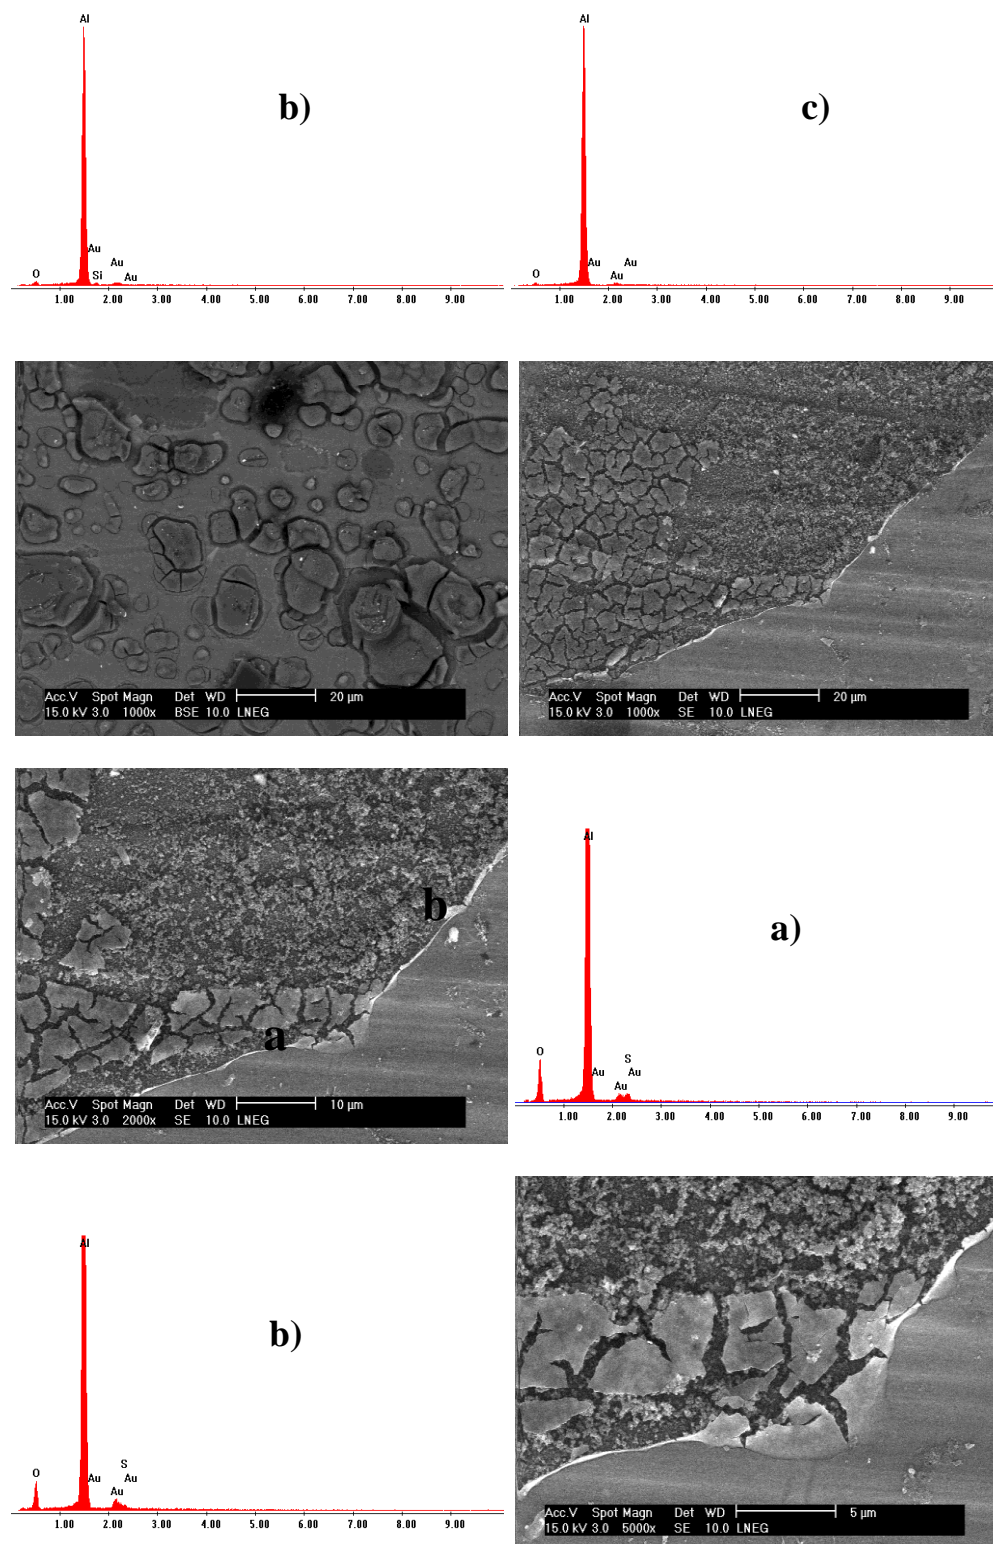 Al
b)
Au
O
Si
Au
Au
1.00 2.00 3.00 4.00 5.00 6.00 7.00 8.00 9.00
Al
c)
O
Au
Au
Au
1.00 2.00 3.00 4.00 5.00 6.00 7.00 8.00 9.00
Acc.V Spot Magn Det WD 20 µm
15.0 kV 3.0 1000x BSE 10.0 LNEG
Acc.V Spot Magn Det WD 20 µm
15.0 kV 3.0 1000x SE 10.0 LNEG
b
a
Acc.V Spot Magn Det WD 10 µm
15.0 kV 3.0 2000x SE 10.0 LNEG
Al
a)
O
S
Au
Au
Au
1.00 2.00 3.00 4.00 5.00 6.00 7.00 8.00 9.00
Al
b)
O
S
Au
Au
Au
1.00 2.00 3.00 4.00 5.00 6.00 7.00 8.00 9.00
Acc.V Spot Magn Det WD 5 µm
15.0 kV 3.0 5000x SE 10.0 LNEG